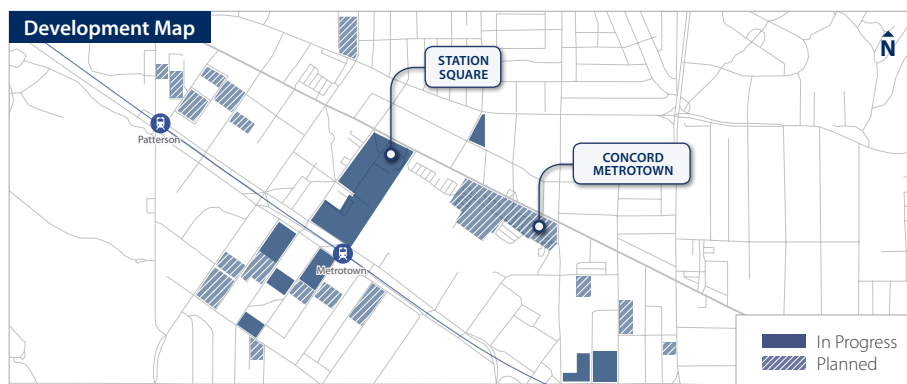 Development Map
N
STATION
SQUARE
Patterson
CONCORD
METROTOWN
Metrotown
In Progress
Planned